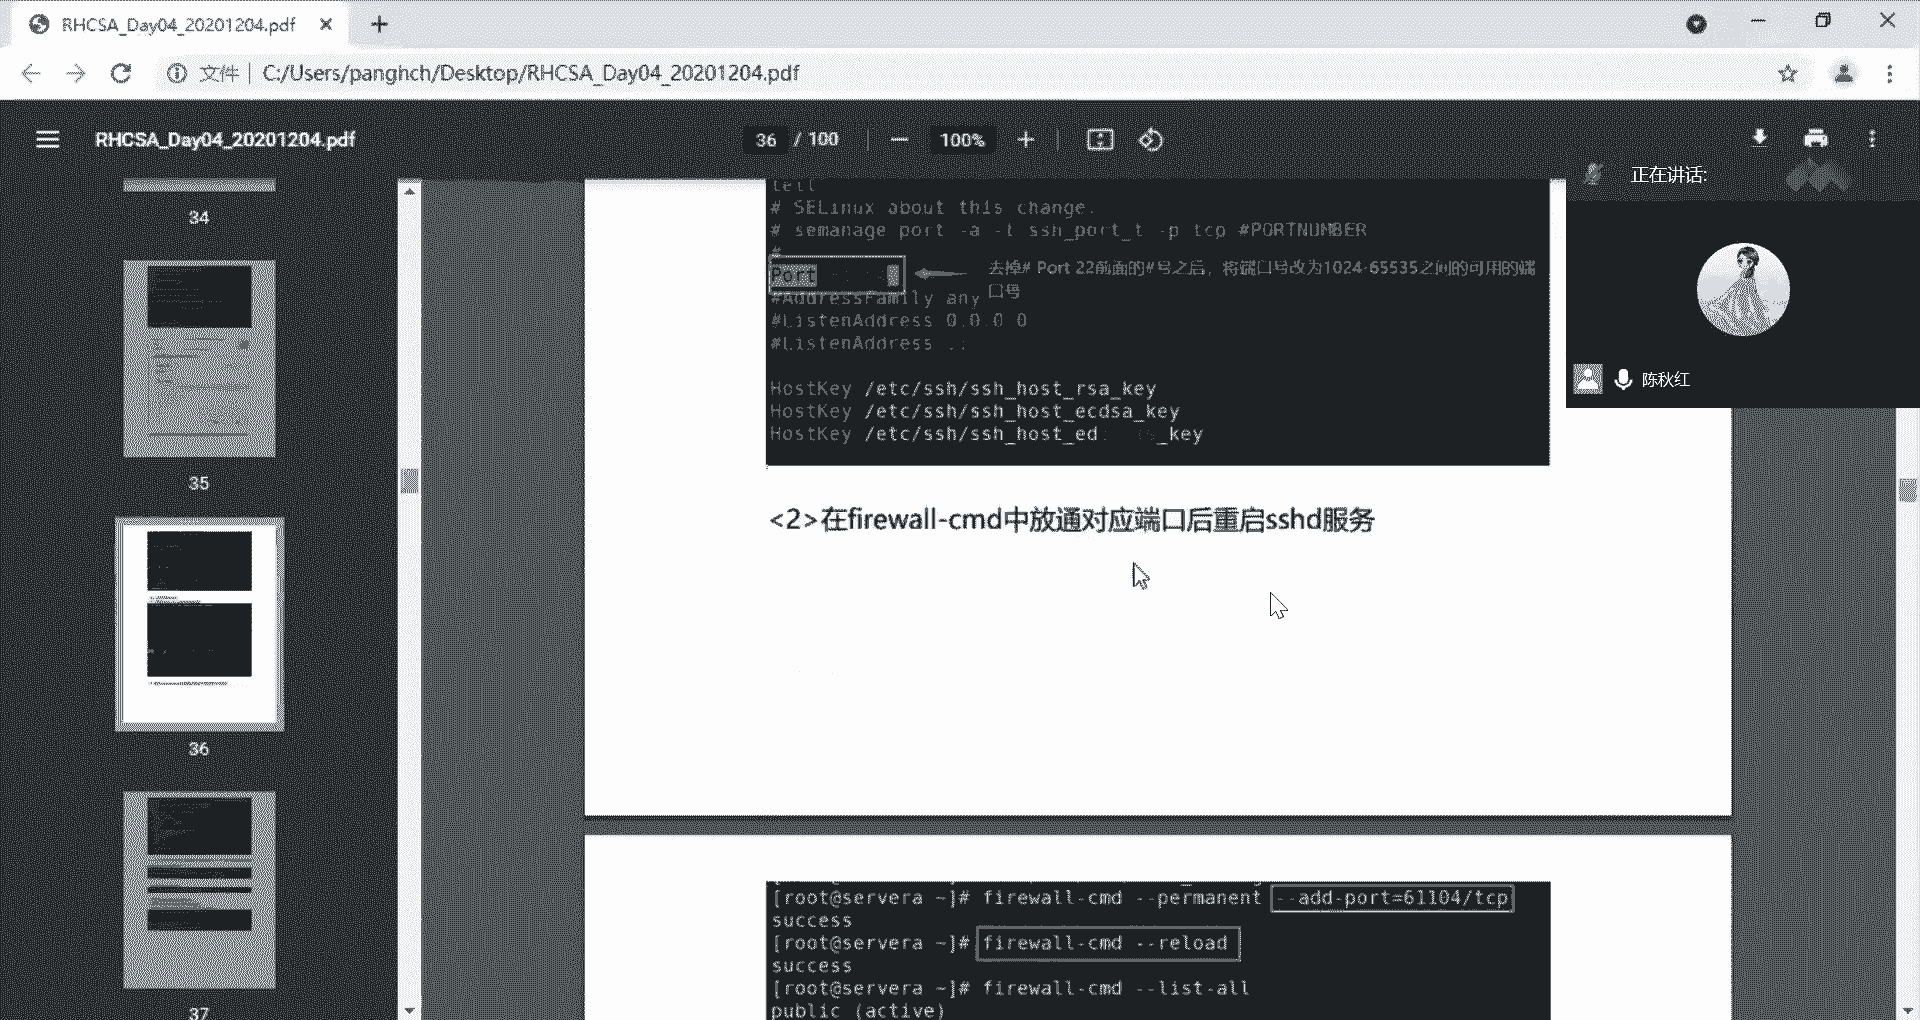 RHCSA_Day04_20201204.pdf
文件 C:/Users/panghch/Desktop/RHCSA_Day04_20201204.pdf
RHCSA_Day04_20201204.pdf
36 / 100
100%
正在讲话:
陈秋红
34
35
36
37
tell
# SELinux about this change.
# semanage port -a -t ssh_port_t -p tcp #PORTNUMBER
#
Port
去掉# Port 22前面的#号之后，将端口号改为1024-65535之间的可用的端
口号
#AddressFamily any
#ListenAddress 0.0.0.0
#ListenAddress ::
HostKey /etc/ssh/ssh_host_rsa_key
HostKey /etc/ssh/ssh_host_ecdsa_key
HostKey /etc/ssh/ssh_host_ed _key
<2>在firewall-cmd中放通对应端口后重启sshd服务
[root@servera ~]# firewall-cmd --permanent --add-port=61104/tcp
success
[root@servera ~]# firewall-cmd --reload
success
[root@servera ~]# firewall-cmd --list-all
public (active)